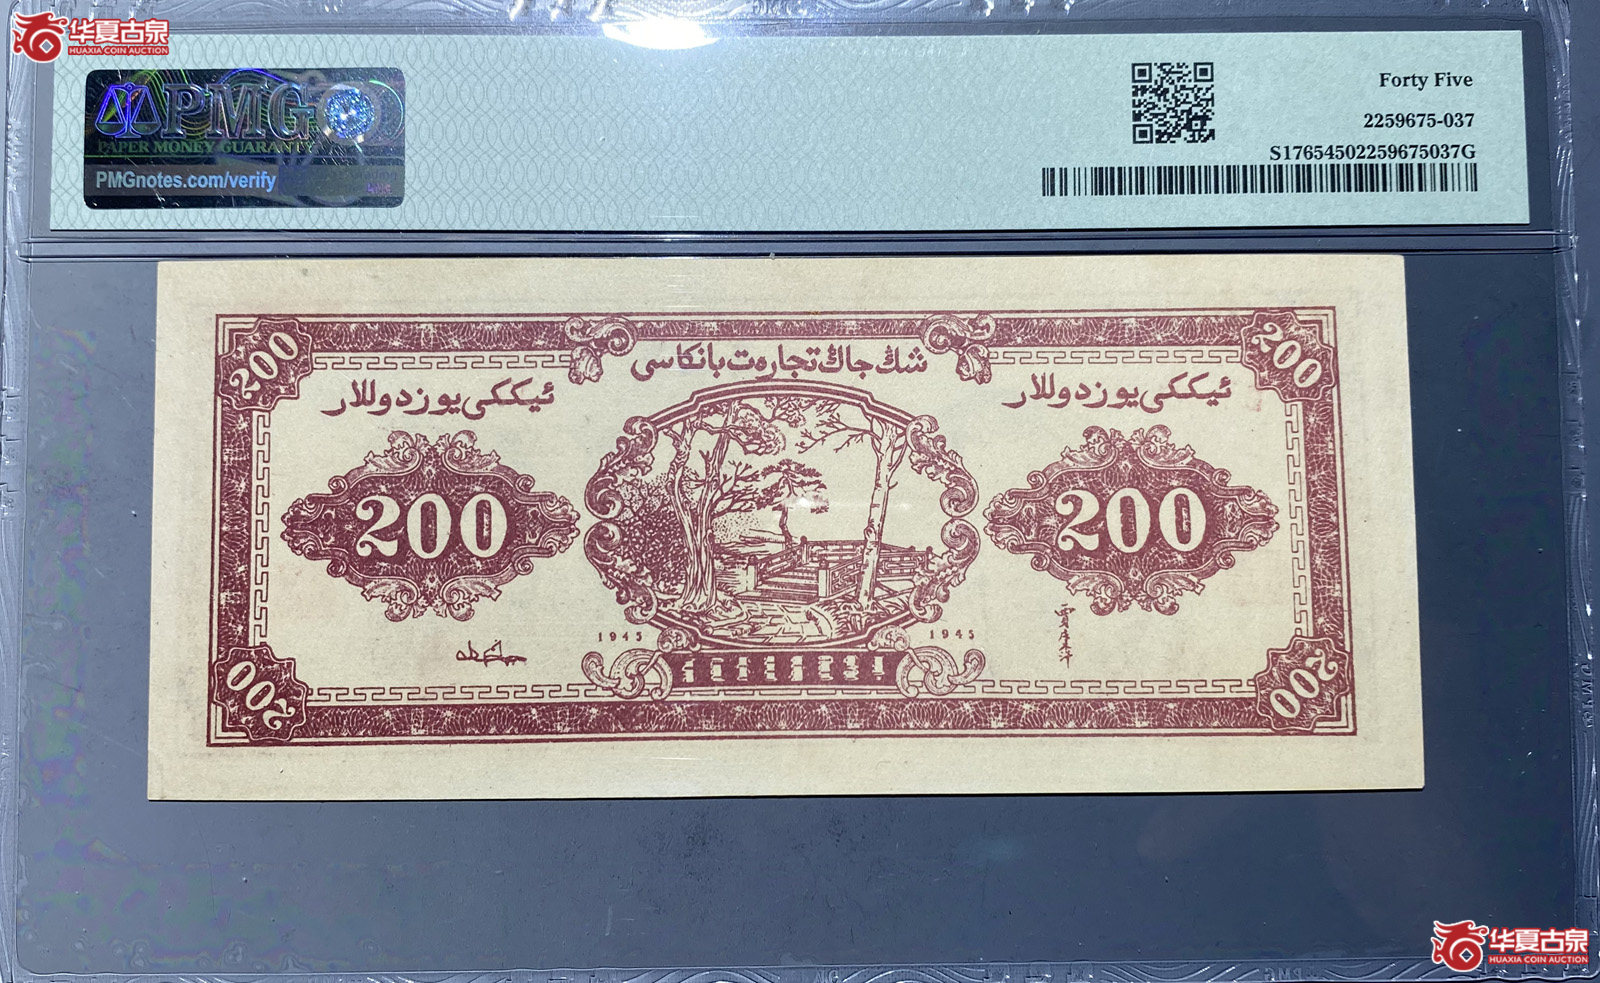 华夏古泉
HUAXIA COIN AUCTION
PMG
PAPER MONEY GUARANTY
PMGnotes.com/verify
Forty Five
2259675-037
S17654502259675037G
200
200
شىڭ جاڭ تجارەت بانكاسى
ئيككى يوز دوللار
ئيككى يوز دوللار
200
200
1945
1945
200
200
华夏古泉
HUAXIA COIN AUCTION